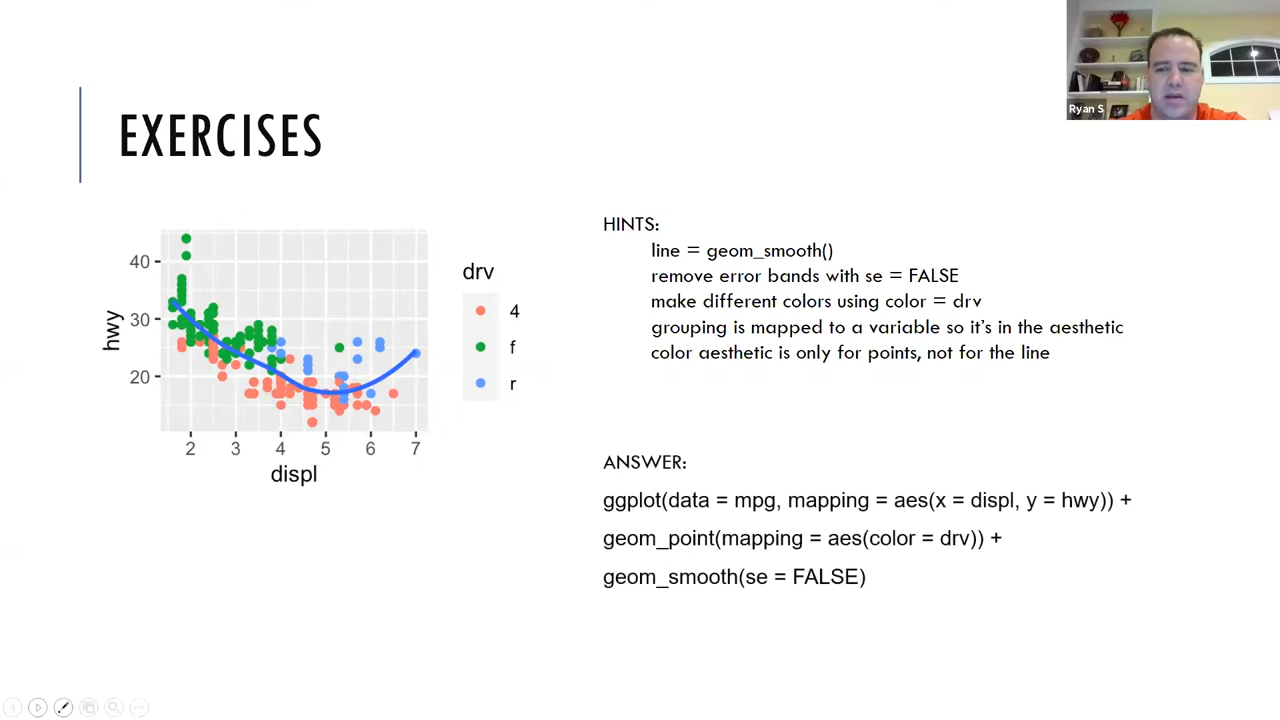 Ryan S
EXERCISES
hwy
40
30
20
2 3 4 5 6 7
displ
drv
4
f
r
HINTS:
line = geom_smooth()
remove error bands with se = FALSE
make different colors using color = drv
grouping is mapped to a variable so it's in the aesthetic
color aesthetic is only for points, not for the line
ANSWER:
ggplot(data = mpg, mapping = aes(x = displ, y = hwy)) +
geom_point(mapping = aes(color = drv)) +
geom_smooth(se = FALSE)